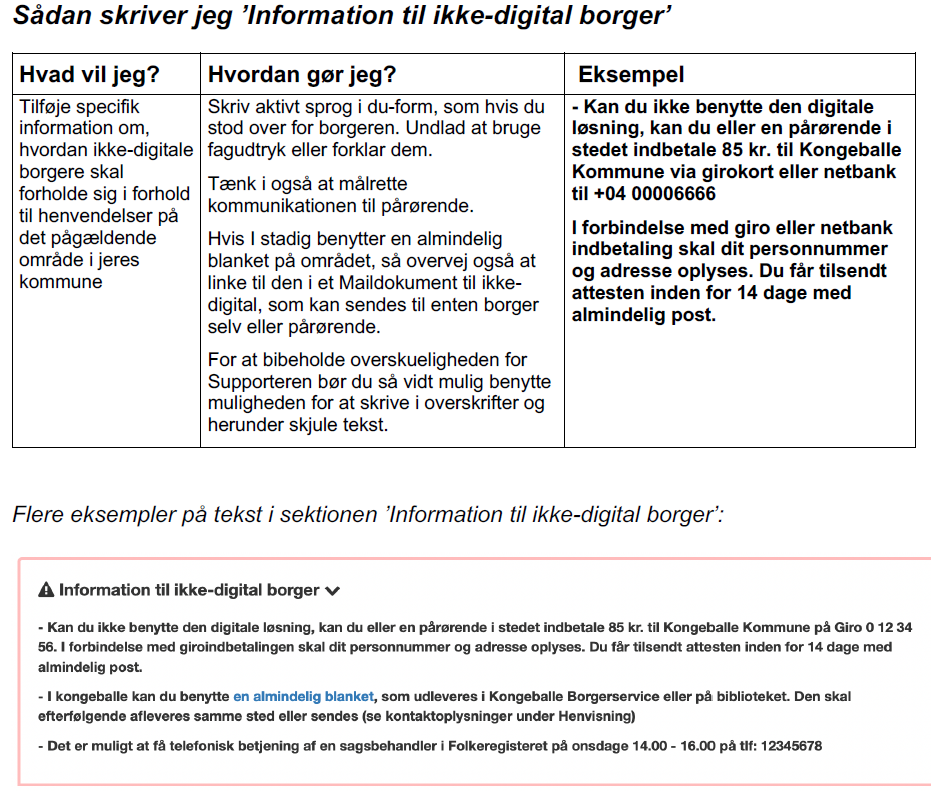 Sådan skriver jeg ’Information til ikke-digital borger’
Hvad vil jeg?
Hvordan gør jeg?
Eksempel
Tilføje specifik
information om,
hvordan ikke-digitale
borgere skal
forholde sig i forhold
til henvendelser på
det pågældende
område i jeres
kommune
Skriv aktivt sprog i du-form, som hvis du
stod over for borgeren. Undlad at bruge
fagudtryk eller forklar dem.
Tænk i også at målrette
kommunikationen til pårørende.
Hvis I stadig benytter en almindelig
blanket på området, så overvej også at
linke til den i et Maildokument til ikke-
digital, som kan sendes til enten borger
selv eller pårørende.
For at bibeholde overskueligheden for
Supporteren bør du så vidt mulig benytte
muligheden for at skrive i overskrifter og
herunder skjule tekst.
- Kan du ikke benytte den digitale
løsning, kan du eller en pårørende i
stedet indbetale 85 kr. til Kongeballe
Kommune via girokort eller netbank
til +04 00006666
I forbindelse med giro eller netbank
indbetaling skal dit personnummer
og adresse oplyses. Du får tilsendt
attesten inden for 14 dage med
almindelig post.
Flere eksempler på tekst i sektionen ’Information til ikke-digital borger’:
Information til ikke-digital borger
- Kan du ikke benytte den digitale løsning, kan du eller en pårørende i stedet indbetale 85 kr. til Kongeballe Kommune på Giro 0 12 34
56. I forbindelse med giroindbetalingen skal dit personnummer og adresse oplyses. Du får tilsendt attesten inden for 14 dage med
almindelig post.
- I kongeballe kan du benytte en almindelig blanket, som udleveres i Kongeballe Borgerservice eller på biblioteket. Den skal
efterfølgende afleveres samme sted eller sendes (se kontaktoplysninger under Henvisning)
- Det er muligt at få telefonisk betjening af en sagsbehandler i Folkeregisteret på onsdage 14.00 - 16.00 på tlf: 12345678